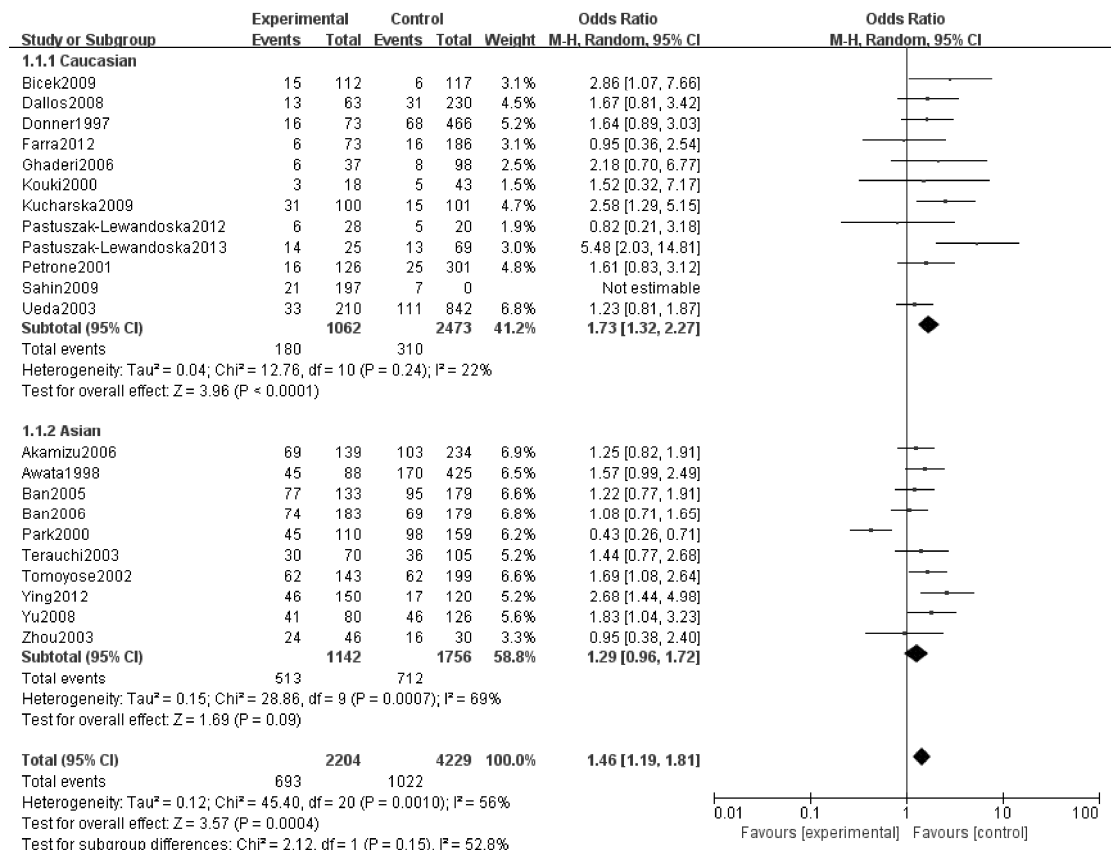 Experimental Control Odds Ratio Odds Ratio
Study or Subgroup Events Total Events Total Weight M-H, Random, 95% CI M-H, Random, 95% CI
1.1.1 Caucasian
Bicek2009 15 112 6 117 3.1% 2.86 [1.07, 7.66]
Dallos2008 13 63 31 230 4.5% 1.67 [0.81, 3.42]
Donner1997 16 73 68 466 5.2% 1.64 [0.89, 3.03]
Farra2012 6 73 16 186 3.1% 0.95 [0.36, 2.54]
Ghaderi2006 6 37 8 98 2.5% 2.18 [0.70, 6.77]
Kouki2000 3 18 5 43 1.5% 1.52 [0.32, 7.17]
Kucharska2009 31 100 15 101 4.7% 2.58 [1.29, 5.15]
Pastuszak-Lewandoska2012 6 28 5 20 1.9% 0.82 [0.21, 3.18]
Pastuszak-Lewandoska2013 14 25 13 69 3.0% 5.48 [2.03, 14.81]
Petrone2001 16 126 25 301 4.8% 1.61 [0.83, 3.12]
Sahin2009 21 197 7 0 Not estimable
Ueda2003 33 210 111 842 6.8% 1.23 [0.81, 1.87]
Subtotal (95% CI) 1062 2473 41.2% 1.73 [1.32, 2.27]
Total events 180 310
Heterogeneity: Tau² = 0.04; Chi² = 12.76, df = 10 (P = 0.24); I² = 22%
Test for overall effect: Z = 3.96 (P < 0.0001)
1.1.2 Asian
Akamizu2006 69 139 103 234 6.9% 1.25 [0.82, 1.91]
Awata1998 45 88 170 425 6.5% 1.57 [0.99, 2.49]
Ban2005 77 133 95 179 6.6% 1.22 [0.77, 1.91]
Ban2006 74 183 69 179 6.9% 1.08 [0.71, 1.65]
Park2000 45 110 98 159 6.2% 0.43 [0.26, 0.71]
Terauchi2003 30 70 36 105 5.2% 1.44 [0.77, 2.68]
Tomoyose2002 62 143 62 199 6.6% 1.69 [1.08, 2.64]
Ying2012 46 150 17 120 5.2% 2.68 [1.44, 4.98]
Yu2008 41 80 46 126 5.6% 1.83 [1.04, 3.23]
Zhou2003 24 46 16 30 3.3% 0.95 [0.38, 2.40]
Subtotal (95% CI) 1142 1756 58.8% 1.29 [0.96, 1.72]
Total events 513 712
Heterogeneity: Tau² = 0.15; Chi² = 28.86, df = 9 (P = 0.0007); I² = 69%
Test for overall effect: Z = 1.69 (P = 0.09)
Total (95% CI) 2204 4229 100.0% 1.46 [1.19, 1.81]
Total events 693 1022
Heterogeneity: Tau² = 0.12; Chi² = 45.40, df = 20 (P = 0.0010); I² = 56%
Test for overall effect: Z = 3.57 (P = 0.0004)
Test for subgroup differences: Chi² = 2.12, df = 1 (P = 0.15), I² = 52.8%
0.01 0.1 1 10 100
Favours [experimental] Favours [control]